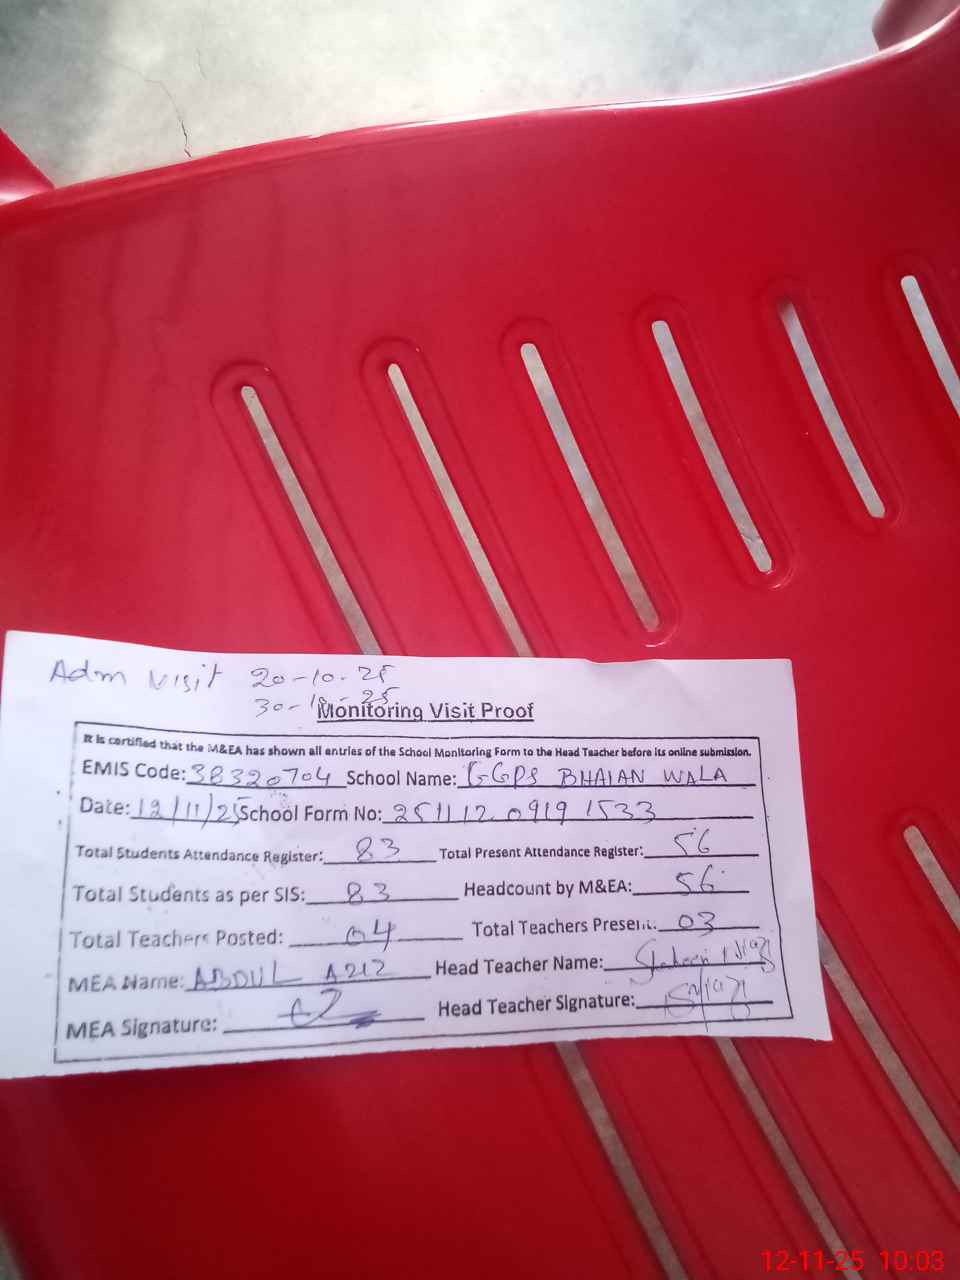 Adm Visit 20-10-25
30-10-25
Monitoring Visit Proof
It is certified that the M&EA has shown all entries of the School Monitoring Form to the Head Teacher before its online submission.
EMIS Code: 38320704 School Name: GGPS BHAIAN WALA
Date: 12/11/25 School Form No: 251112 0919 1533
Total Students Attendance Register: 83 Total Present Attendance Register: 56
Total Students as per SIS: 83 Headcount by M&EA: 56
Total Teachers Posted: 04 Total Teachers Present: 03
MEA Name: ABDUL AZIZ Head Teacher Name: Shaheen Niazi
MEA Signature: Head Teacher Signature:
12-11-25 10:03